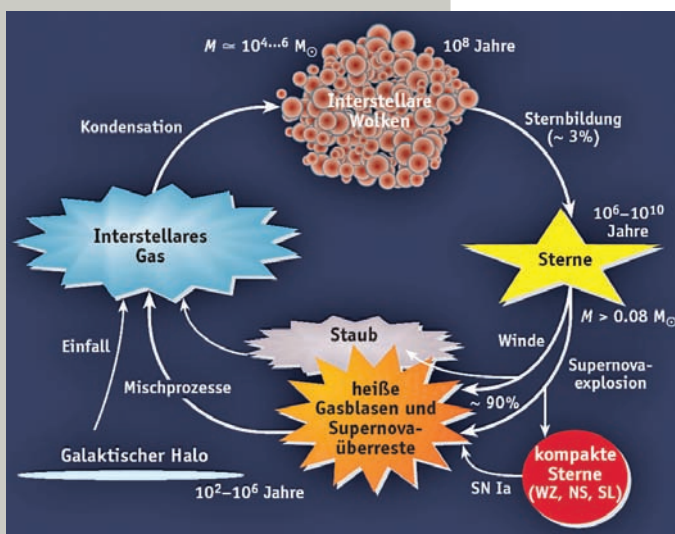 M ≃ 10⁴…⁶ M⊙
10⁸ Jahre
Interstellare
Wolken
Kondensation
Sternbildung
(~ 3%)
Interstellares
Gas
10⁶–10¹⁰
Jahre
Sterne
M > 0.08 M⊙
Staub
Winde
Einfall
Mischprozesse
heiße
Gasblasen und
Supernova-
überreste
~ 90%
Supernova-
explosion
Galaktischer Halo
10²–10⁶ Jahre
SN Ia
kompakte
Sterne
(WZ, NS, SL)